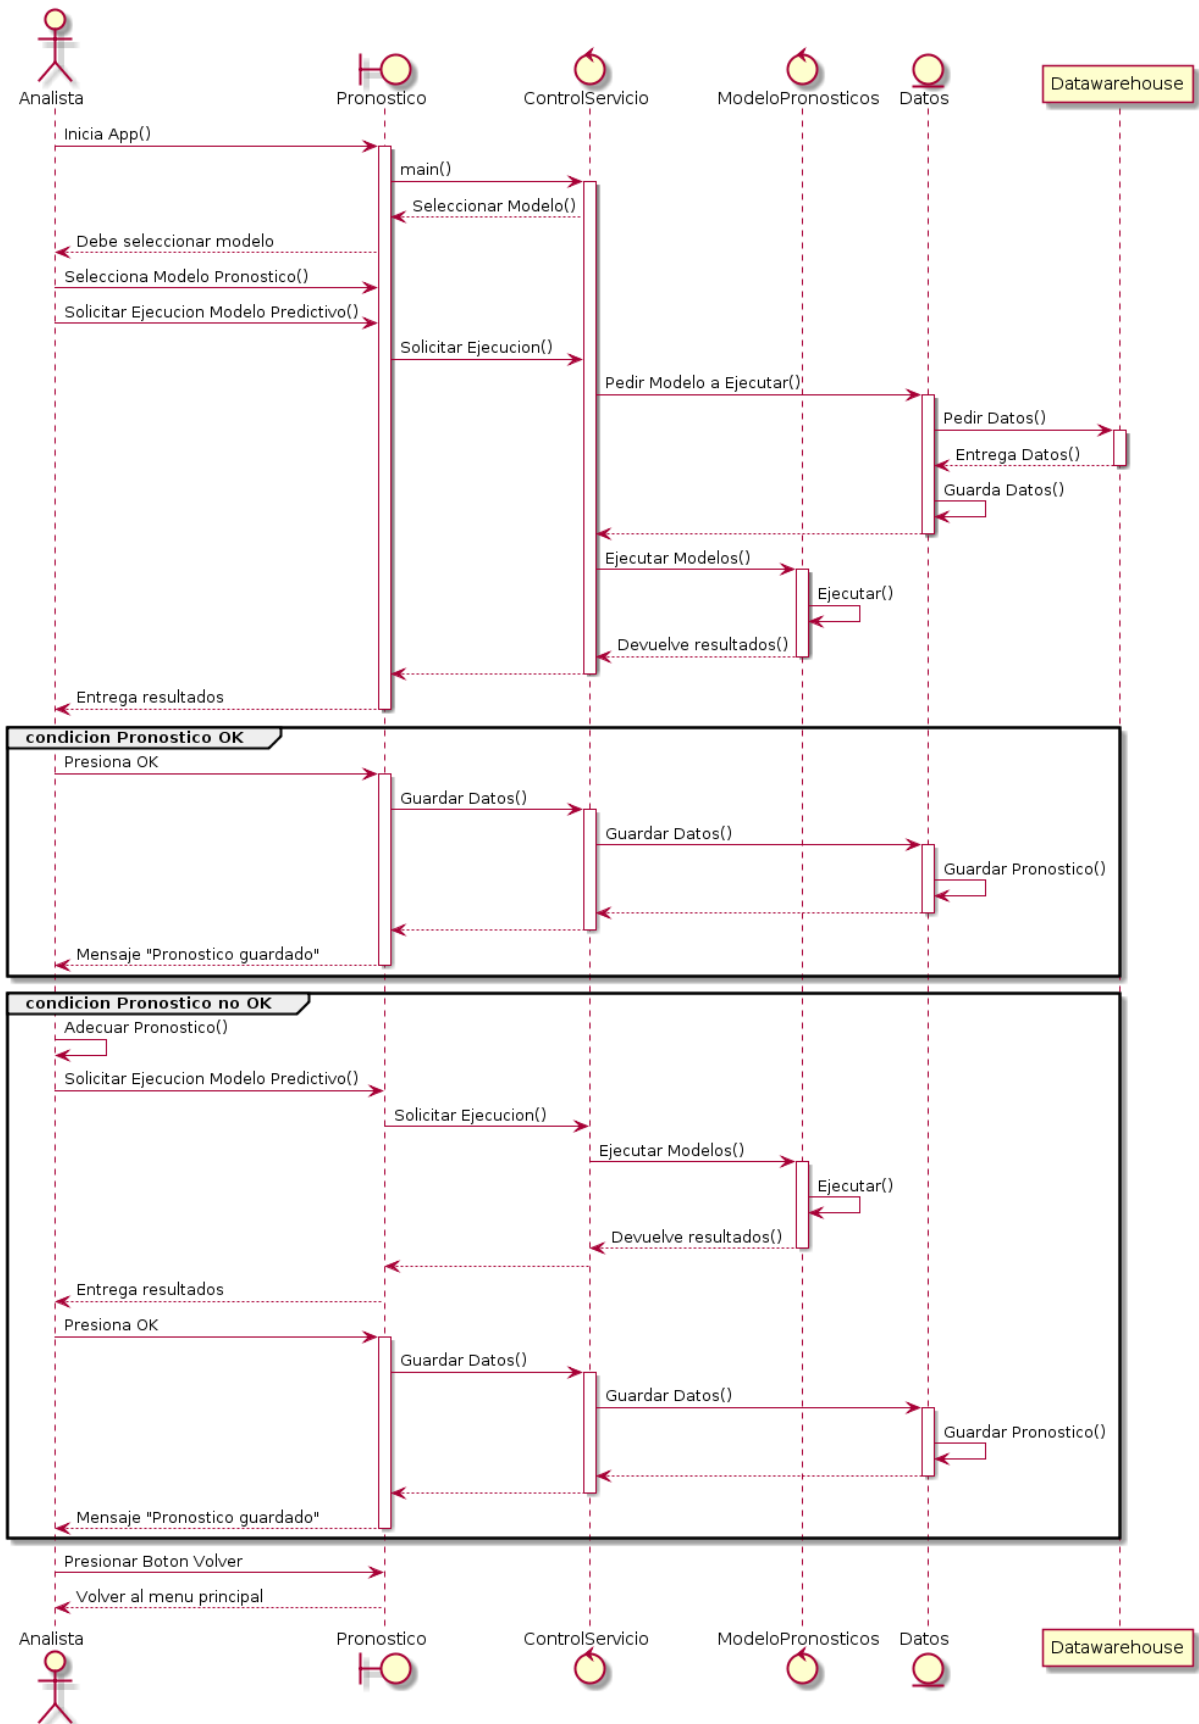 Analista
Pronostico
ControlServicio
ModeloPronosticos
Datos
Datawarehouse
Inicia App()
main()
Seleccionar Modelo()
Debe seleccionar modelo
Selecciona Modelo Pronostico()
Solicitar Ejecucion Modelo Predictivo()
Solicitar Ejecucion()
Pedir Modelo a Ejecutar()
Pedir Datos()
Entrega Datos()
Guarda Datos()
Ejecutar Modelos()
Ejecutar()
Devuelve resultados()
Entrega resultados
condicion Pronostico OK
Presiona OK
Guardar Datos()
Guardar Datos()
Guardar Pronostico()
Mensaje "Pronostico guardado"
condicion Pronostico no OK
Adecuar Pronostico()
Solicitar Ejecucion Modelo Predictivo()
Solicitar Ejecucion()
Ejecutar Modelos()
Ejecutar()
Devuelve resultados()
Entrega resultados
Presiona OK
Guardar Datos()
Guardar Datos()
Guardar Pronostico()
Mensaje "Pronostico guardado"
Presionar Boton Volver
Volver al menu principal
Analista
Pronostico
ControlServicio
ModeloPronosticos
Datos
Datawarehouse